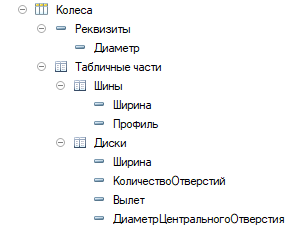 Колеса
Реквизиты
Диаметр
Табличные части
Шины
Ширина
Профиль
Диски
Ширина
КоличествоОтверстий
Вылет
ДиаметрЦентральногоОтверстия